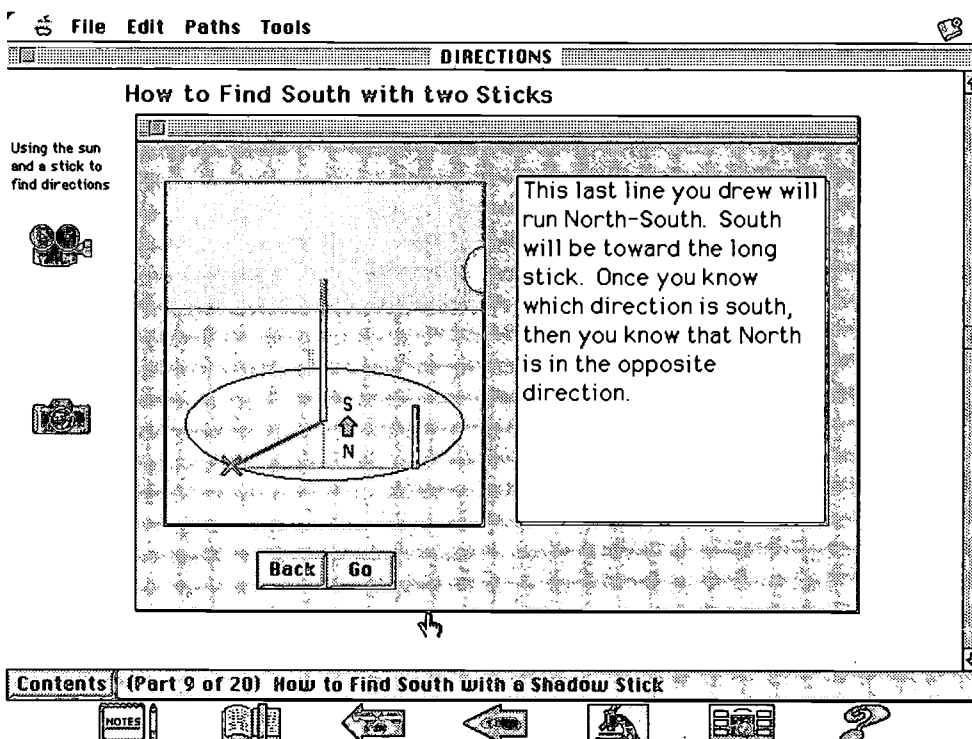 File Edit Paths Tools
DIRECTIONS
How to Find South with two Sticks
Using the sun
and a stick to
find directions
S
N
This last line you drew will
run North-South. South
will be toward the long
stick. Once you know
which direction is south,
then you know that North
is in the opposite
direction.
Back Go
Contents (Part 9 of 20) How to Find South with a Shadow Stick
NOTES